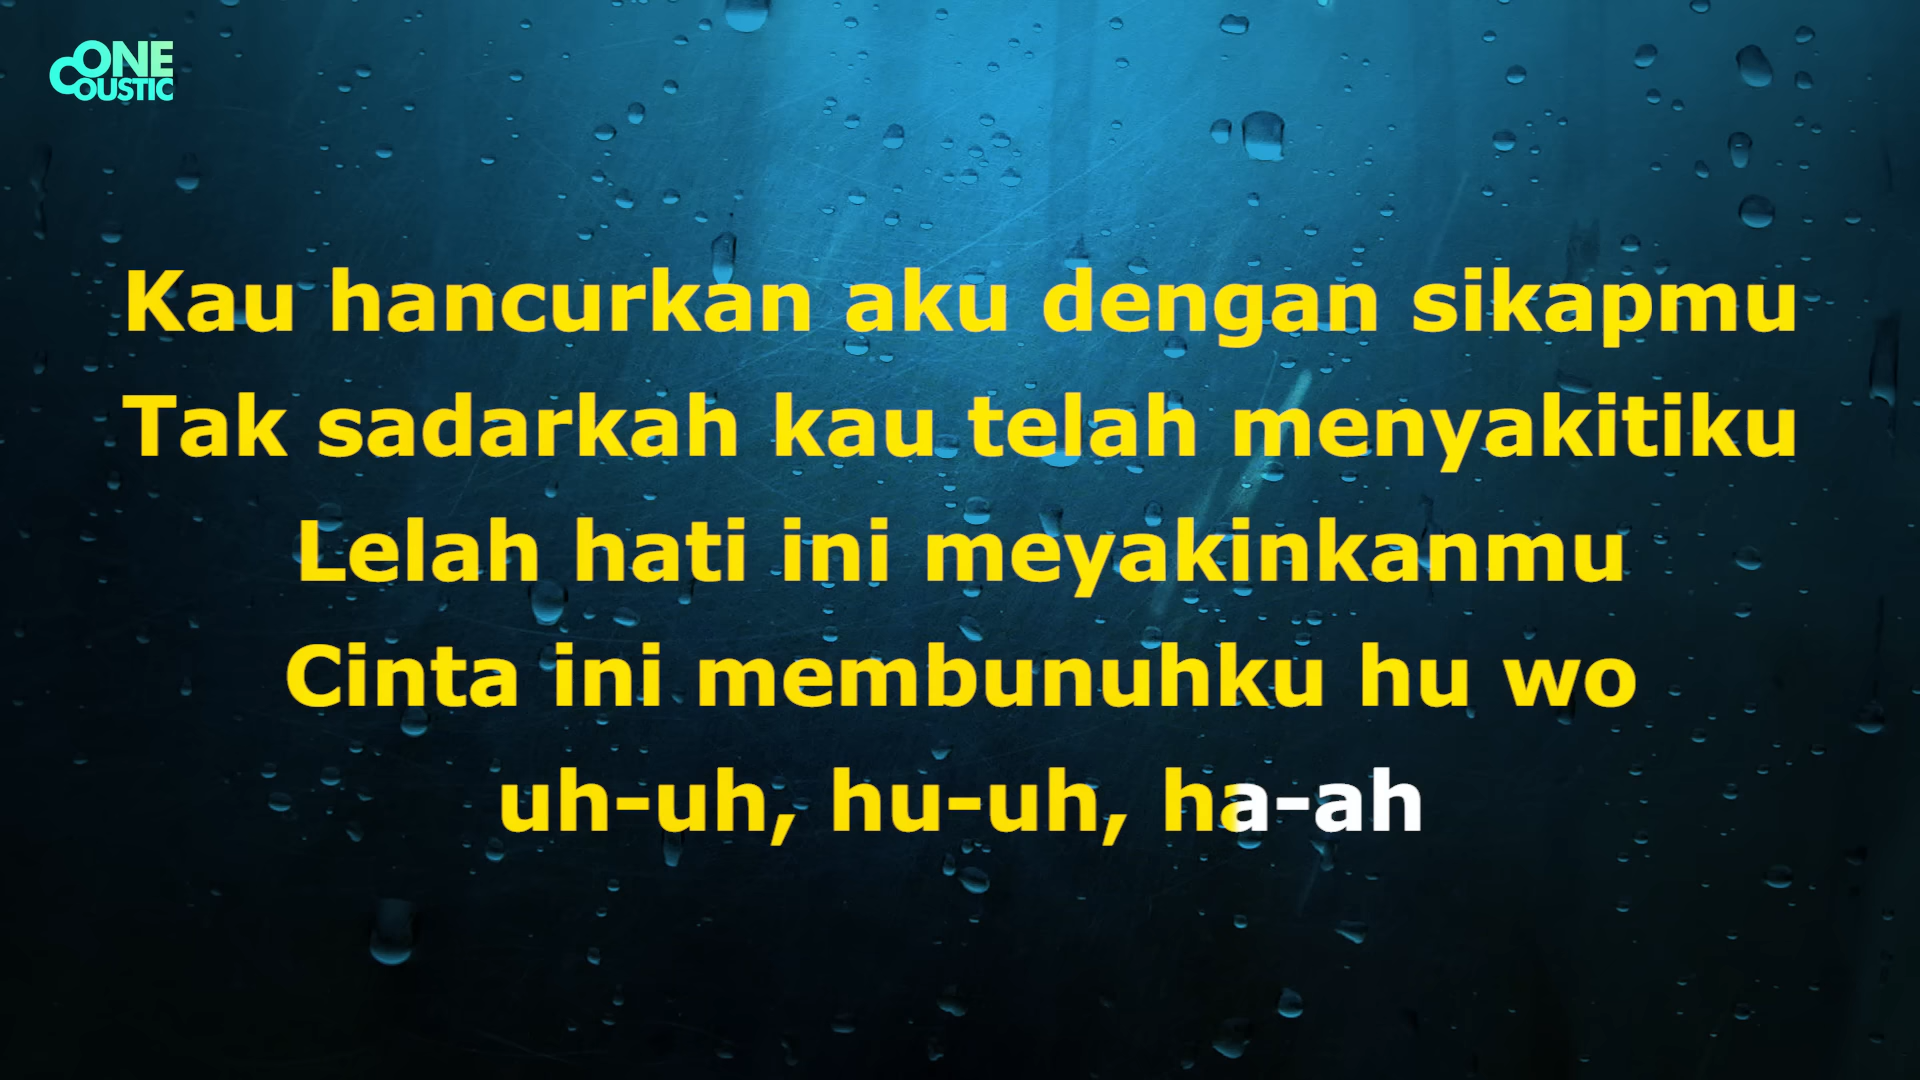 ONE
COUSTIC
Kau hancurkan aku dengan sikapmu
Tak sadarkah kau telah menyakitiku
Lelah hati ini meyakinkanmu
Cinta ini membunuhku hu wo
uh-uh, hu-uh, ha-ah